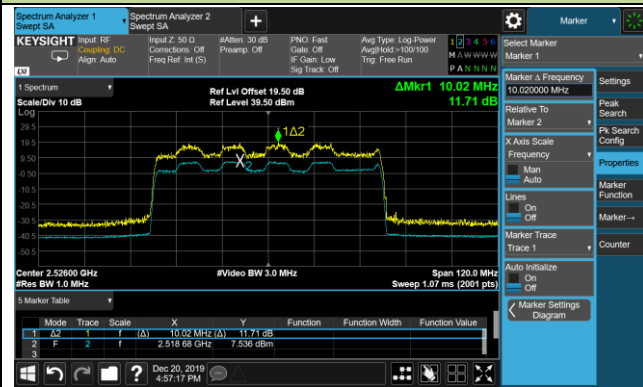 Spectrum Analyzer 1
Swept SA
Spectrum Analyzer 2
Swept SA
+
Marker
KEYSIGHT
Input: RF
Coupling: DC
Align: Auto
Input Z: 50 Ω
Corrections: Off
Freq Ref: Int (S)
#Atten: 30 dB
Preamp: Off
PNO: Fast
Gate: Off
IF Gain: Low
Sig Track: Off
Avg Type: Log-Power
Avg|Hold:>100/100
Trig: Free Run
1 2 3 4 5 6
M A W W W W
P A N N N N
LXI
1 Spectrum
Scale/Div 10 dB
Log
Ref Lvl Offset 19.50 dB
Ref Level 39.50 dBm
ΔMkr1 10.02 MHz
11.71 dB
29.5
19.5
9.50
-0.50
-10.5
-20.5
-30.5
-40.5
-50.5
1Δ2
X2
Center 2.52600 GHz
#Res BW 1.0 MHz
#Video BW 3.0 MHz
Span 120.0 MHz
Sweep 1.07 ms (2001 pts)
5 Marker Table
Mode Trace Scale X Y Function Function Width Function Value
1 Δ2 1 f (Δ) 10.02 MHz (Δ) 11.71 dB
2 F 2 f 2.518 68 GHz 7.536 dBm
3
Dec 20, 2019
4:57:17 PM
?
Select Marker
Marker 1
Marker Δ Frequency
10.020000 MHz
Relative To
Marker 2
X Axis Scale
Frequency
Man
Auto
Lines
On
Off
Marker Trace
Trace 1
Auto Initialize
On
Off
Marker Settings
Diagram
Settings
Peak
Search
Pk Search
Config
Properties
Marker
Function
Marker→
Counter